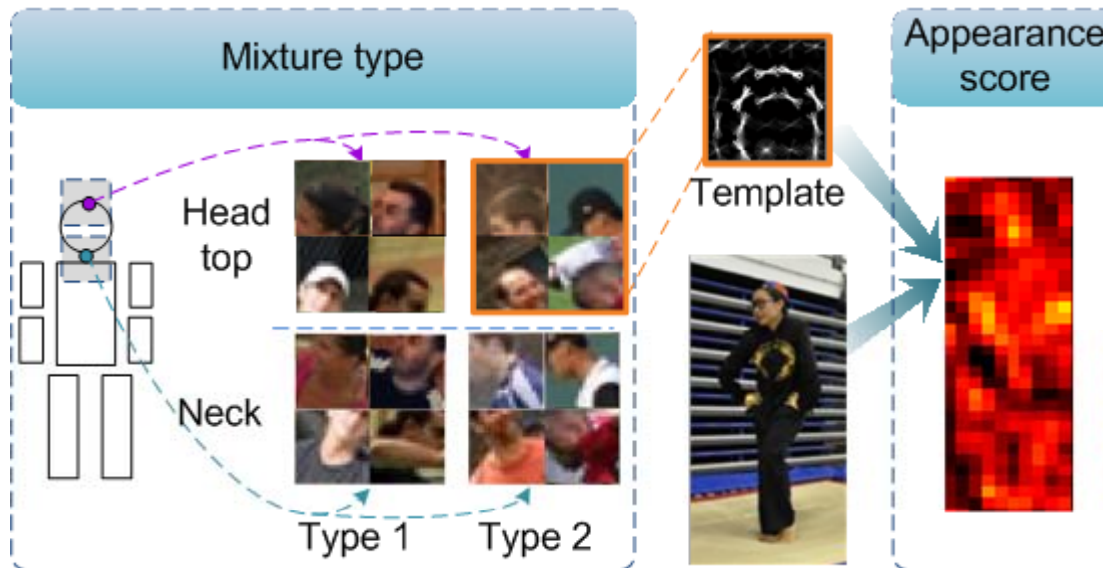 Mixture type
Appearance
score
Head
top
Template
Neck
Type 1
Type 2